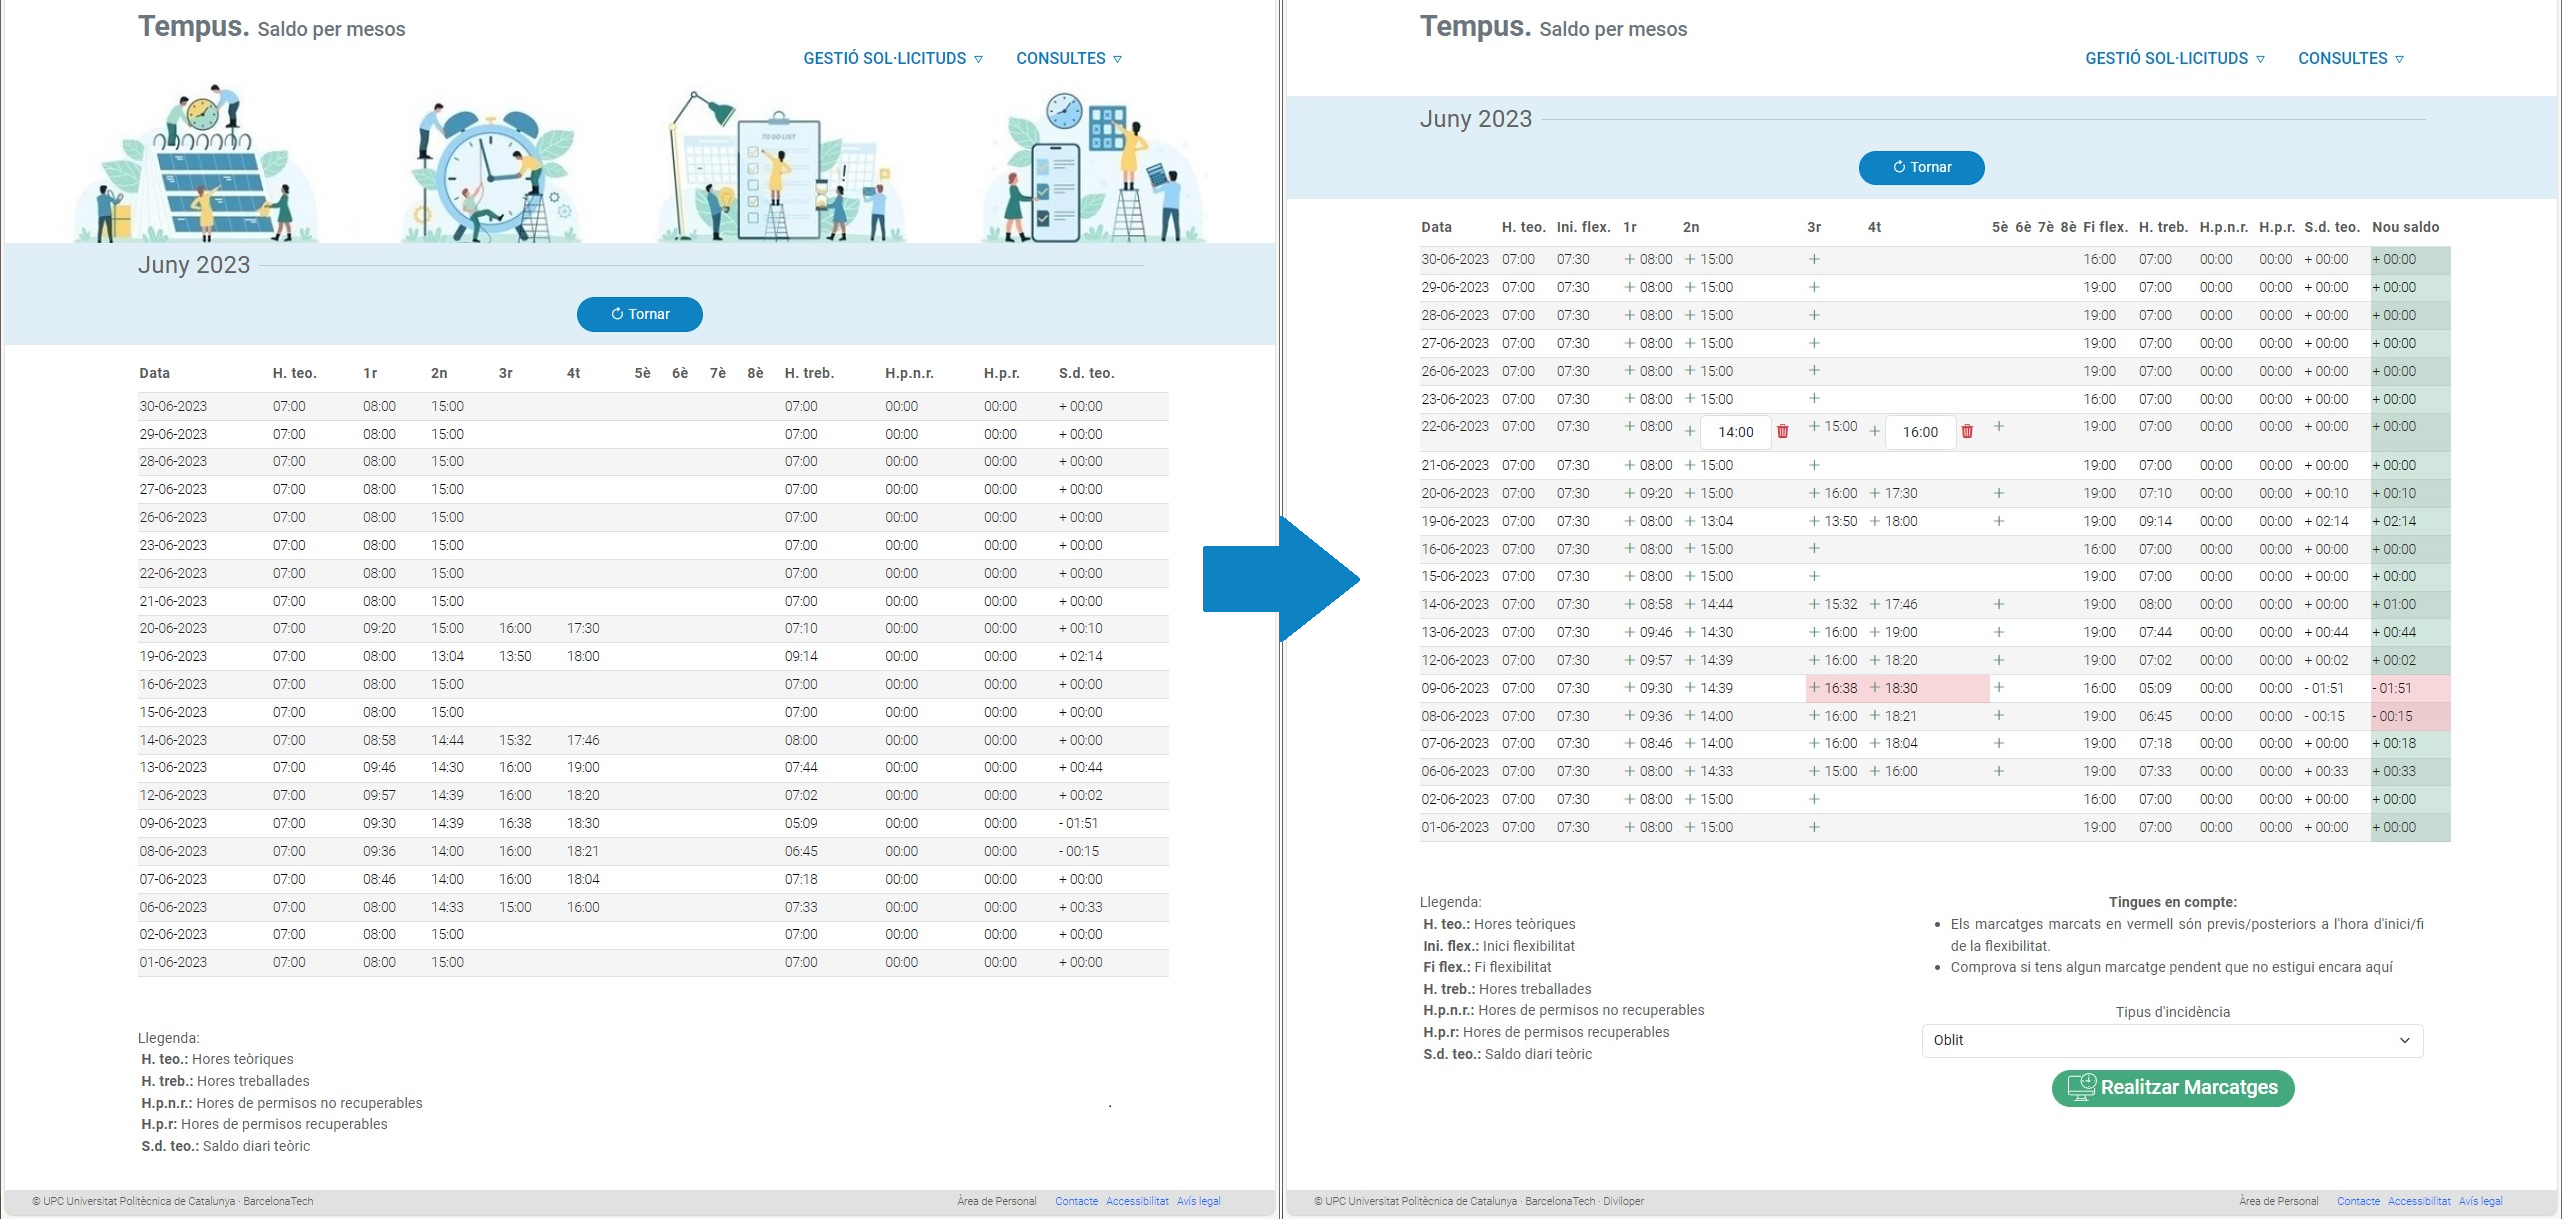 Tempus. Saldo per mesos
GESTIÓ SOL·LICITUDS ▽ CONSULTES ▽
TO DO LIST
Juny 2023
Tornar
Data H. teo. 1r 2n 3r 4t 5è 6è 7è 8è H. treb. H.p.n.r. H.p.r. S.d. teo.
30-06-2023 07:00 08:00 15:00 07:00 00:00 00:00 + 00:00
29-06-2023 07:00 08:00 15:00 07:00 00:00 00:00 + 00:00
28-06-2023 07:00 08:00 15:00 07:00 00:00 00:00 + 00:00
27-06-2023 07:00 08:00 15:00 07:00 00:00 00:00 + 00:00
26-06-2023 07:00 08:00 15:00 07:00 00:00 00:00 + 00:00
23-06-2023 07:00 08:00 15:00 07:00 00:00 00:00 + 00:00
22-06-2023 07:00 08:00 15:00 07:00 00:00 00:00 + 00:00
21-06-2023 07:00 08:00 15:00 07:00 00:00 00:00 + 00:00
20-06-2023 07:00 09:20 15:00 16:00 17:30 07:10 00:00 00:00 + 00:10
19-06-2023 07:00 08:00 13:04 13:50 18:00 09:14 00:00 00:00 + 02:14
16-06-2023 07:00 08:00 15:00 07:00 00:00 00:00 + 00:00
15-06-2023 07:00 08:00 15:00 07:00 00:00 00:00 + 00:00
14-06-2023 07:00 08:58 14:44 15:32 17:46 08:00 00:00 00:00 + 00:00
13-06-2023 07:00 09:46 14:30 16:00 19:00 07:44 00:00 00:00 + 00:44
12-06-2023 07:00 09:57 14:39 16:00 18:20 07:02 00:00 00:00 + 00:02
09-06-2023 07:00 09:30 14:39 16:38 18:30 05:09 00:00 00:00 - 01:51
08-06-2023 07:00 09:36 14:00 16:00 18:21 06:45 00:00 00:00 - 00:15
07-06-2023 07:00 08:46 14:00 16:00 18:04 07:18 00:00 00:00 + 00:00
06-06-2023 07:00 08:00 14:33 15:00 16:00 07:33 00:00 00:00 + 00:33
02-06-2023 07:00 08:00 15:00 07:00 00:00 00:00 + 00:00
01-06-2023 07:00 08:00 15:00 07:00 00:00 00:00 + 00:00
Llegenda:
H. teo.: Hores teòriques
H. treb.: Hores treballades
H.p.n.r.: Hores de permisos no recuperables
H.p.r: Hores de permisos recuperables
S.d. teo.: Saldo diari teòric
.
© UPC Universitat Politècnica de Catalunya · BarcelonaTech Àrea de Personal Contacte Accessibilitat Avís legal
Tempus. Saldo per mesos
GESTIÓ SOL·LICITUDS ▽ CONSULTES ▽
Juny 2023
Tornar
Data H. teo. Ini. flex. 1r 2n 3r 4t 5è 6è 7è 8è Fi flex. H. treb. H.p.n.r. H.p.r. S.d. teo. Nou saldo
30-06-2023 07:00 07:30 + 08:00 + 15:00 + 16:00 07:00 00:00 00:00 + 00:00 + 00:00
29-06-2023 07:00 07:30 + 08:00 + 15:00 + 19:00 07:00 00:00 00:00 + 00:00 + 00:00
28-06-2023 07:00 07:30 + 08:00 + 15:00 + 19:00 07:00 00:00 00:00 + 00:00 + 00:00
27-06-2023 07:00 07:30 + 08:00 + 15:00 + 19:00 07:00 00:00 00:00 + 00:00 + 00:00
26-06-2023 07:00 07:30 + 08:00 + 15:00 + 19:00 07:00 00:00 00:00 + 00:00 + 00:00
23-06-2023 07:00 07:30 + 08:00 + 15:00 + 16:00 07:00 00:00 00:00 + 00:00 + 00:00
22-06-2023 07:00 07:30 + 08:00 + 14:00 + 15:00 + 16:00 + 19:00 07:00 00:00 00:00 + 00:00 + 00:00
21-06-2023 07:00 07:30 + 08:00 + 15:00 + 19:00 07:00 00:00 00:00 + 00:00 + 00:00
20-06-2023 07:00 07:30 + 09:20 + 15:00 + 16:00 + 17:30 + 19:00 07:10 00:00 00:00 + 00:10 + 00:10
19-06-2023 07:00 07:30 + 08:00 + 13:04 + 13:50 + 18:00 + 19:00 09:14 00:00 00:00 + 02:14 + 02:14
16-06-2023 07:00 07:30 + 08:00 + 15:00 + 16:00 07:00 00:00 00:00 + 00:00 + 00:00
15-06-2023 07:00 07:30 + 08:00 + 15:00 + 19:00 07:00 00:00 00:00 + 00:00 + 00:00
14-06-2023 07:00 07:30 + 08:58 + 14:44 + 15:32 + 17:46 + 19:00 08:00 00:00 00:00 + 00:00 + 01:00
13-06-2023 07:00 07:30 + 09:46 + 14:30 + 16:00 + 19:00 + 19:00 07:44 00:00 00:00 + 00:44 + 00:44
12-06-2023 07:00 07:30 + 09:57 + 14:39 + 16:00 + 18:20 + 19:00 07:02 00:00 00:00 + 00:02 + 00:02
09-06-2023 07:00 07:30 + 09:30 + 14:39 + 16:38 + 18:30 + 16:00 05:09 00:00 00:00 - 01:51 - 01:51
08-06-2023 07:00 07:30 + 09:36 + 14:00 + 16:00 + 18:21 + 19:00 06:45 00:00 00:00 - 00:15 - 00:15
07-06-2023 07:00 07:30 + 08:46 + 14:00 + 16:00 + 18:04 + 19:00 07:18 00:00 00:00 + 00:00 + 00:18
06-06-2023 07:00 07:30 + 08:00 + 14:33 + 15:00 + 16:00 + 19:00 07:33 00:00 00:00 + 00:33 + 00:33
02-06-2023 07:00 07:30 + 08:00 + 15:00 + 16:00 07:00 00:00 00:00 + 00:00 + 00:00
01-06-2023 07:00 07:30 + 08:00 + 15:00 + 19:00 07:00 00:00 00:00 + 00:00 + 00:00
Llegenda:
H. teo.: Hores teòriques
Ini. flex.: Inici flexibilitat
Fi flex.: Fi flexibilitat
H. treb.: Hores treballades
H.p.n.r.: Hores de permisos no recuperables
H.p.r: Hores de permisos recuperables
S.d. teo.: Saldo diari teòric
Tingues en compte:
• Els marcatges marcats en vermell són previs/posteriors a l'hora d'inici/fi
de la flexibilitat.
• Comprova si tens algun marcatge pendent que no estigui encara aquí
Tipus d'incidència
Oblit
Realitzar Marcatges
© UPC Universitat Politècnica de Catalunya · BarcelonaTech · Diviloper Àrea de Personal Contacte Accessibilitat Avís legal